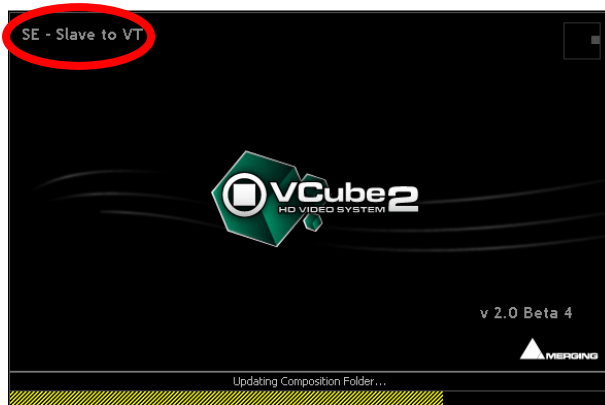 SE - Slave to VT
VCube2
HD VIDEO SYSTEM
v 2.0 Beta 4
MERGING
Updating Composition Folder...